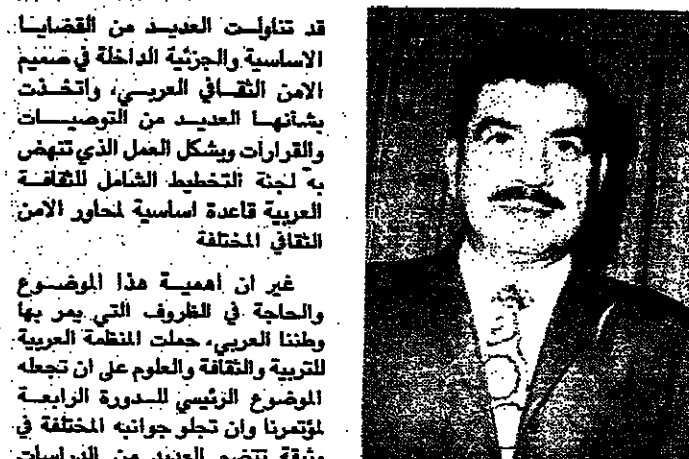 قد تناولت العديد من القضايا
الاساسية والجزئية الداخلة في صميم
الامن الثقافي العربي، واتخذت
بشأنها العديد من التوصيات
والقرارات ويشكل العمل الذي تنهض
به لجنة التخطيط الشامل للثقافة
العربية قاعدة اساسية لمحاور الامن
الثقافي المختلفة
غير ان اهمية هذا الموضوع
والحاجة في الظروف التي يمر بها
وطننا العربي، حملت المنظمة العربية
للتربية والثقافة والعلوم على ان تجعله
الموضوع الرئيسي للدورة الرابعة
لمؤتمرنا وان تجلو جوانبه المختلفة في
وثيقة تتضم العديد من الدراسات